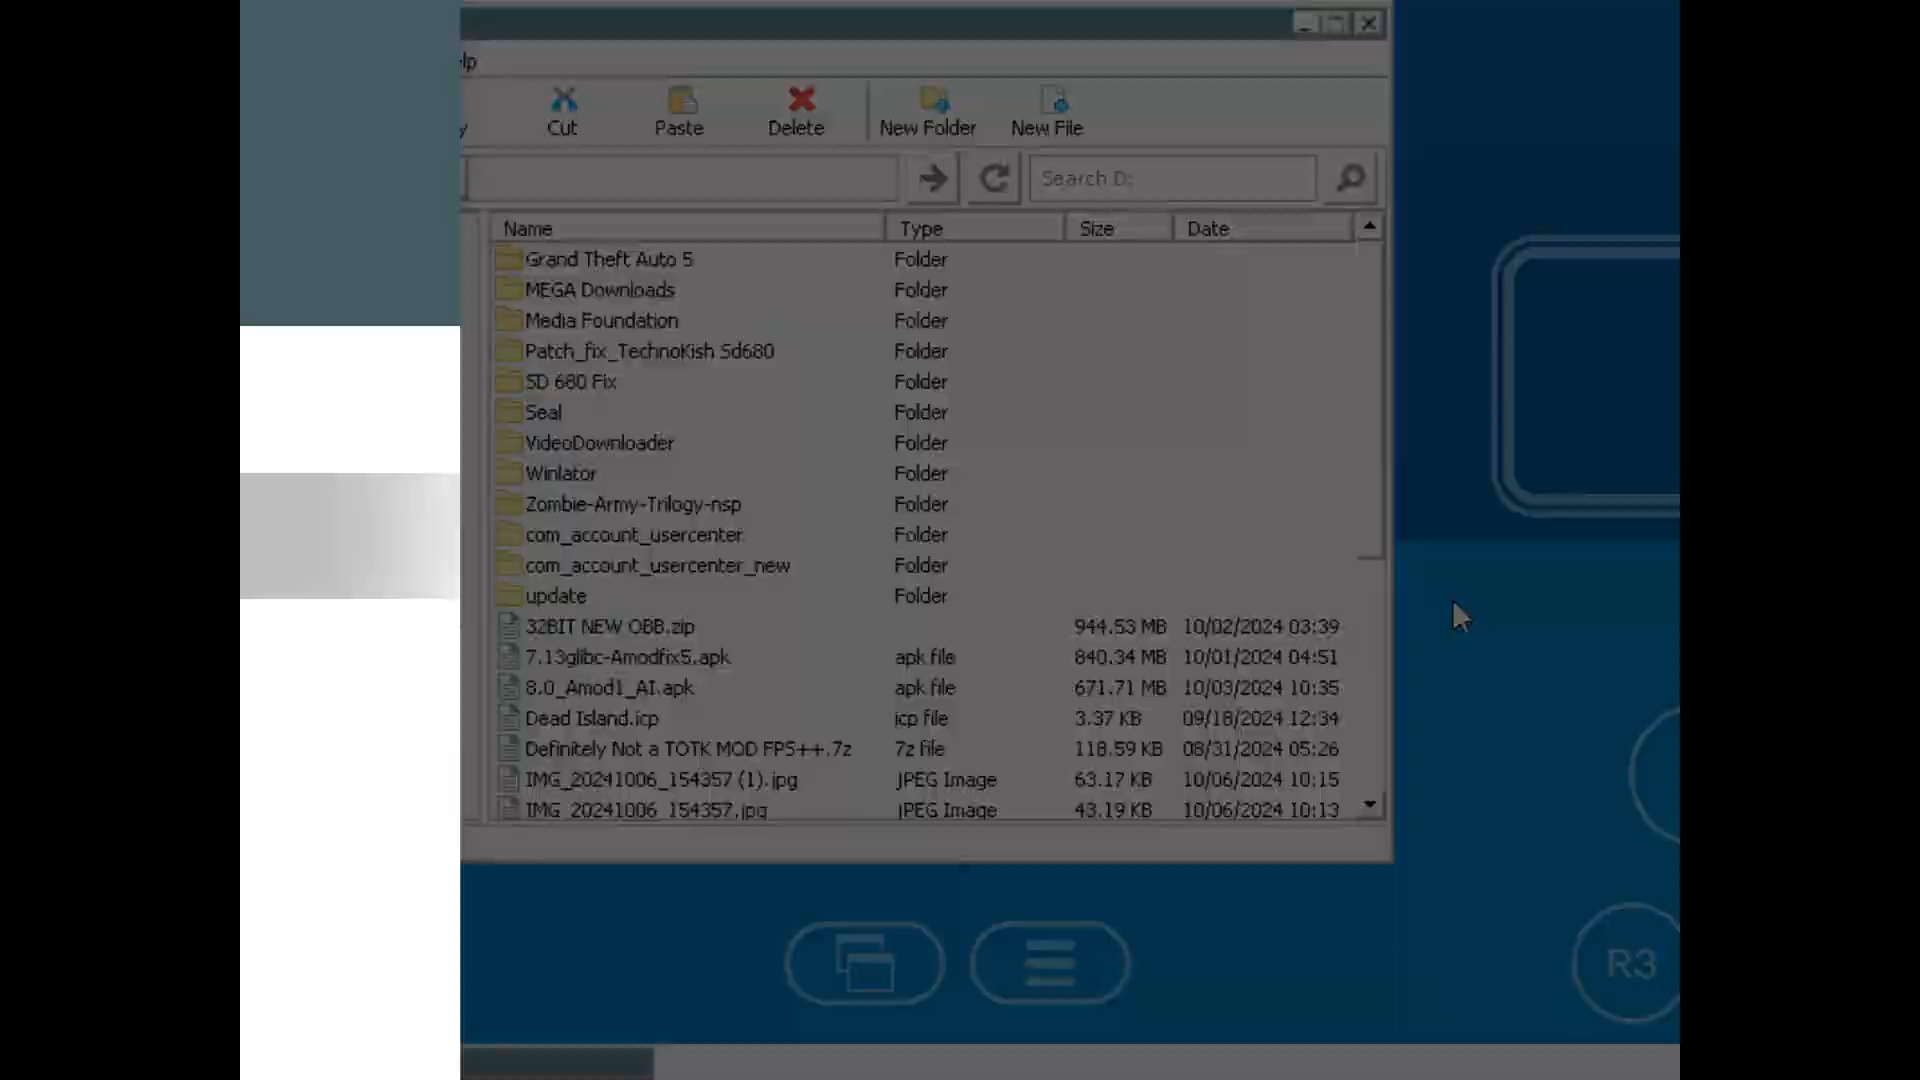 lp
y
Cut
Paste
Delete
New Folder
New File
Search D:
Name Type Size Date
Grand Theft Auto 5 Folder
MEGA Downloads Folder
Media Foundation Folder
Patch_fix_TechnoKish Sd680 Folder
SD 680 Fix Folder
Seal Folder
VideoDownloader Folder
Winlator Folder
Zombie-Army-Trilogy-nsp Folder
com_account_usercenter Folder
com_account_usercenter_new Folder
update Folder
32BIT NEW OBB.zip 944.53 MB 10/02/2024 03:39
7.13glibc-Amodfix5.apk apk file 840.34 MB 10/01/2024 04:51
8.0_Amod1_AI.apk apk file 671.71 MB 10/03/2024 10:35
Dead Island.icp icp file 3.37 KB 09/18/2024 12:34
Definitely Not a TOTK MOD FPS++.7z 7z file 118.59 KB 08/31/2024 05:26
IMG_20241006_154357 (1).jpg JPEG Image 63.17 KB 10/06/2024 10:15
IMG_20241006_154357.jpg JPEG Image 43.19 KB 10/06/2024 10:13
R3